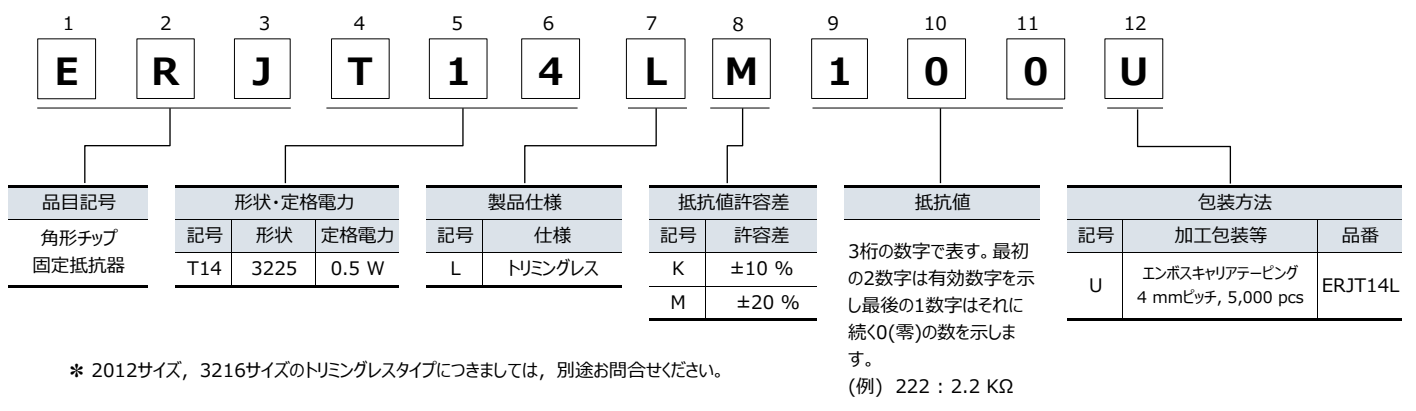 1 2 3 4 5 6 7 8 9 10 11 12
E R J T 1 4 L M 1 0 0 U
品目記号
角形チップ
固定抵抗器
形状・定格電力
記号 形状 定格電力
T14 3225 0.5 W
製品仕様
記号 仕様
L トリミングレス
抵抗値許容差
記号 許容差
K ±10 %
M ±20 %
抵抗値
3桁の数字で表す。最初
の2数字は有効数字を示
し最後の1数字はそれに
続く0(零)の数を示しま
す。
(例) 222 : 2.2 KΩ
包装方法
記号 加工包装等 品番
U エンボスキャリアテーピング
4 mmピッチ, 5,000 pcs ERJT14L
＊ 2012サイズ, 3216サイズのトリミングレスタイプにつきましては, 別途お問合せください。